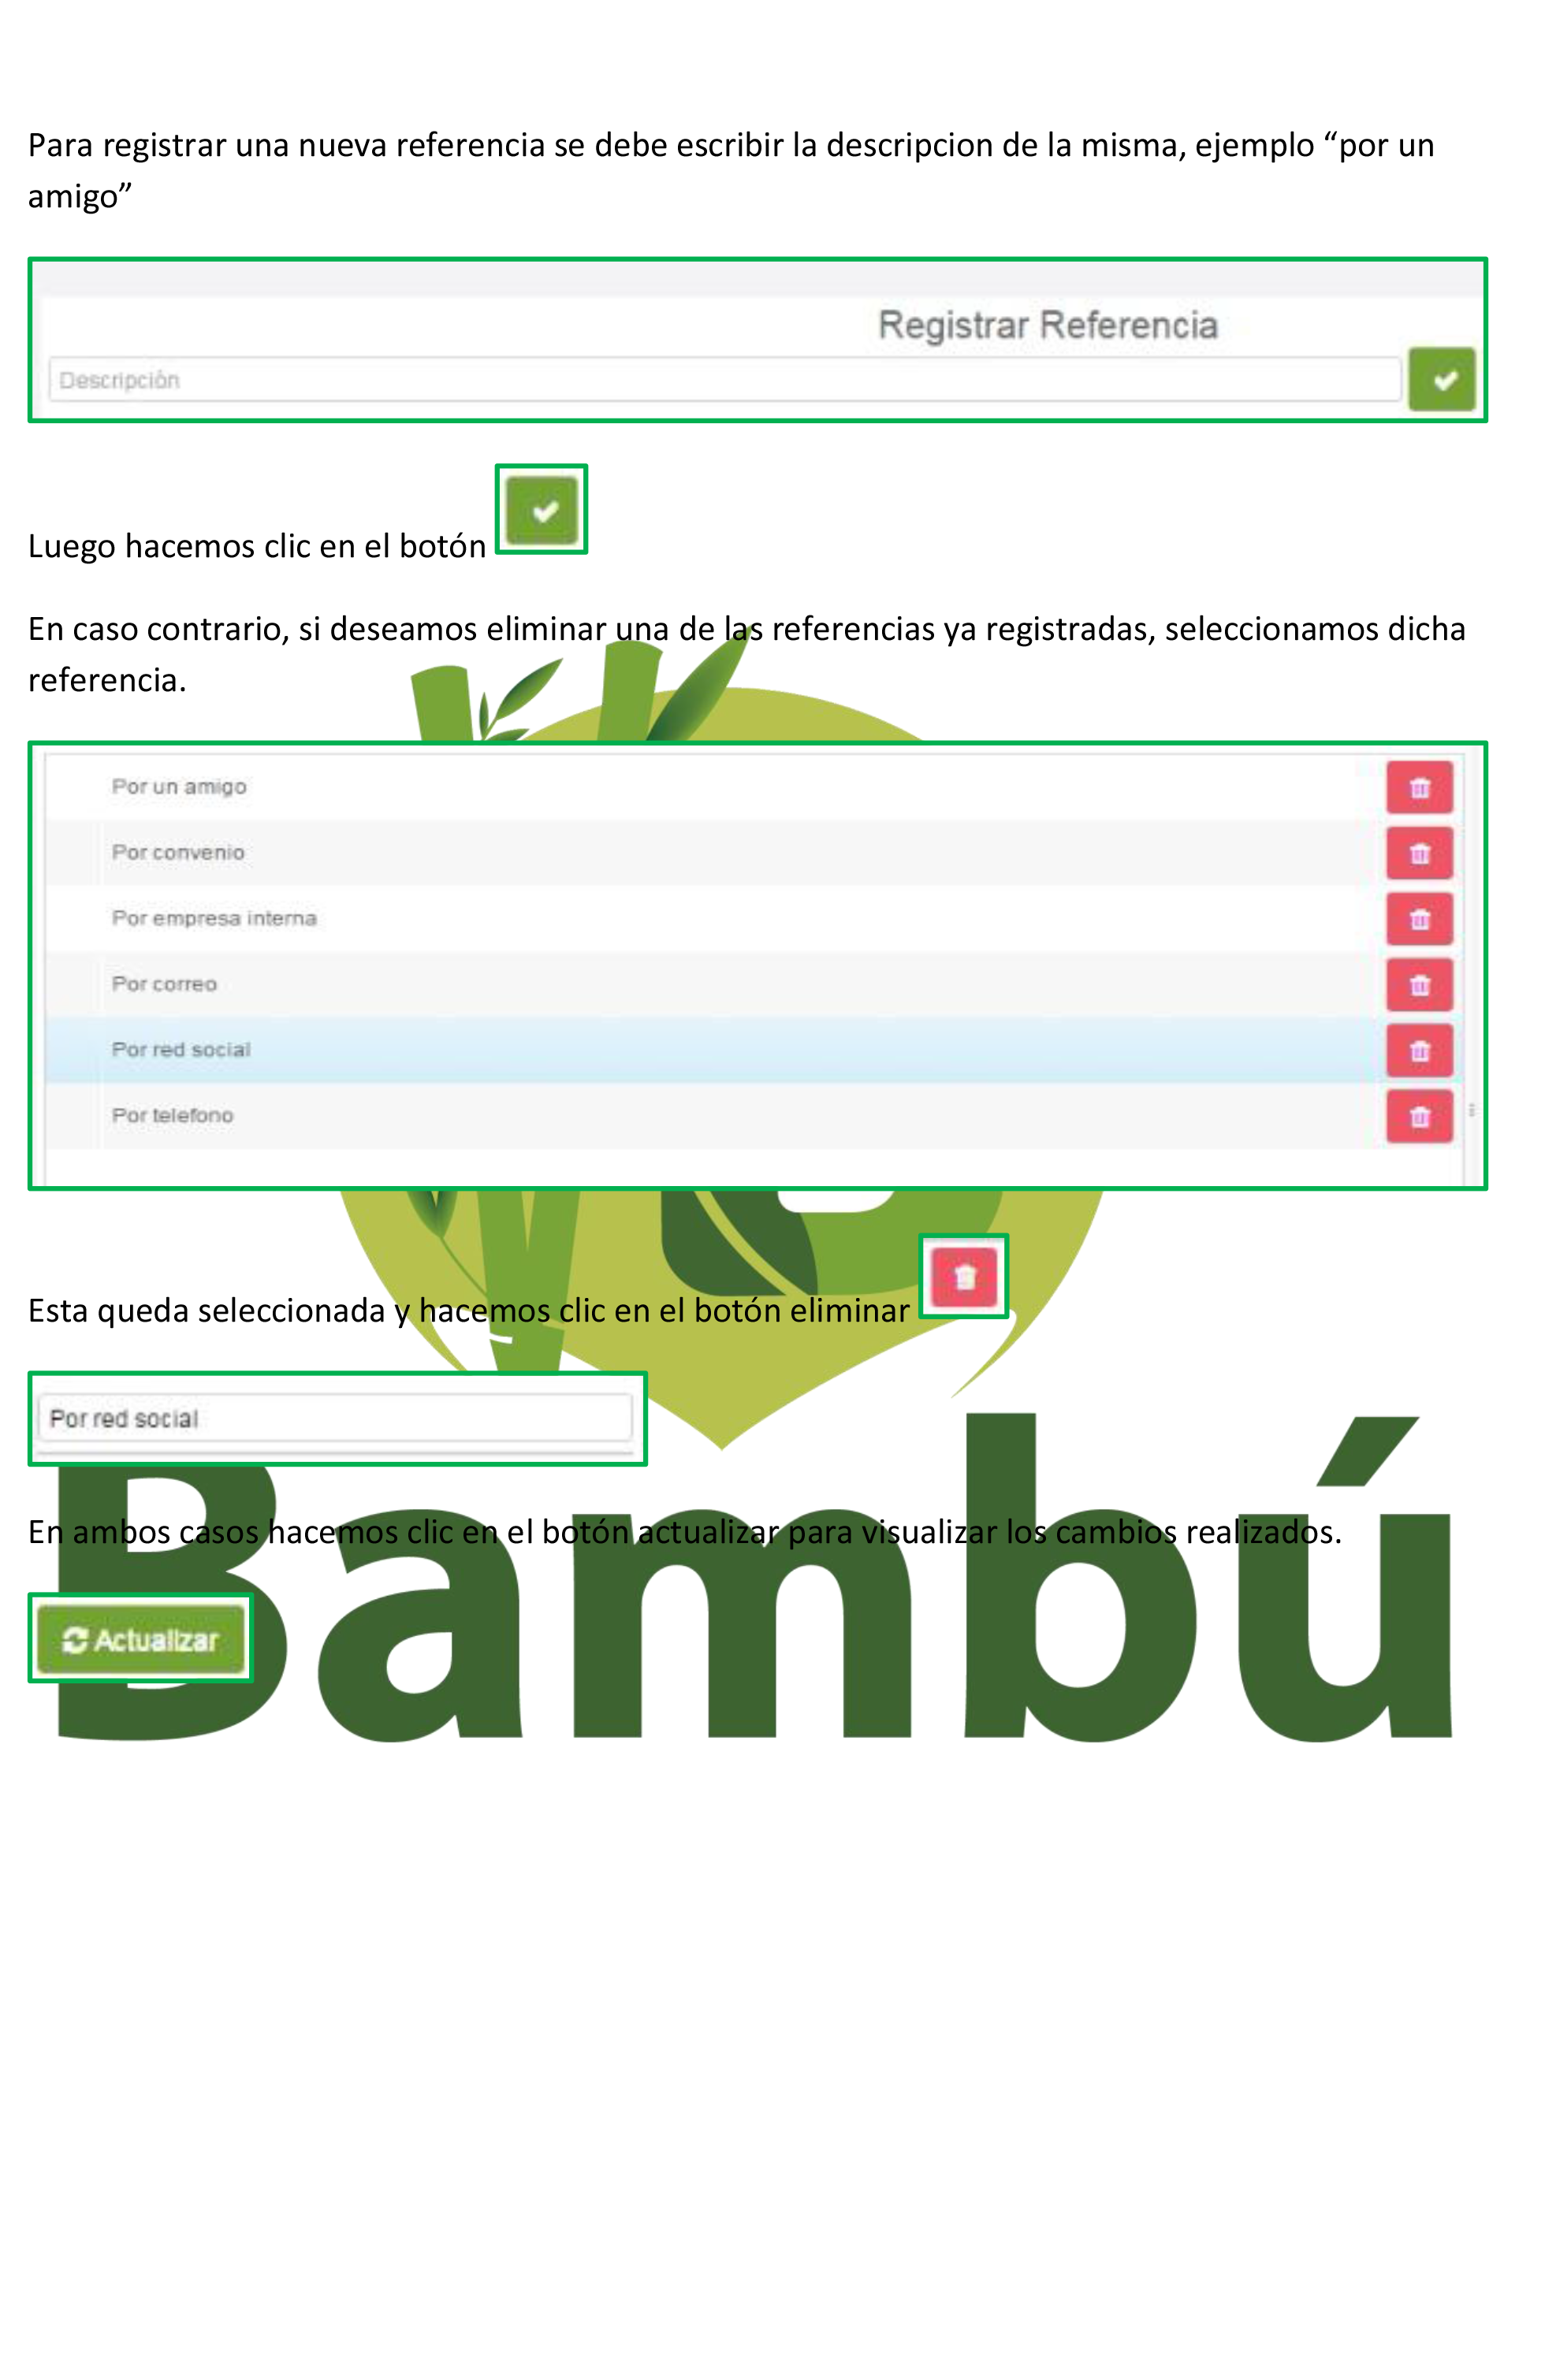 Para registrar una nueva referencia se debe escribir la descripcion de la misma, ejemplo “por un
amigo”
Registrar Referencia
Descripción
Luego hacemos clic en el botón
En caso contrario, si deseamos eliminar una de las referencias ya registradas, seleccionamos dicha
referencia.
Por un amigo
Por convenio
Por empresa interna
Por correo
Por red social
Por telefono
Esta queda seleccionada y hacemos clic en el botón eliminar
Por red social
En ambos casos hacemos clic en el botón actualizar para visualizar los cambios realizados.
Actualizar
Bambú